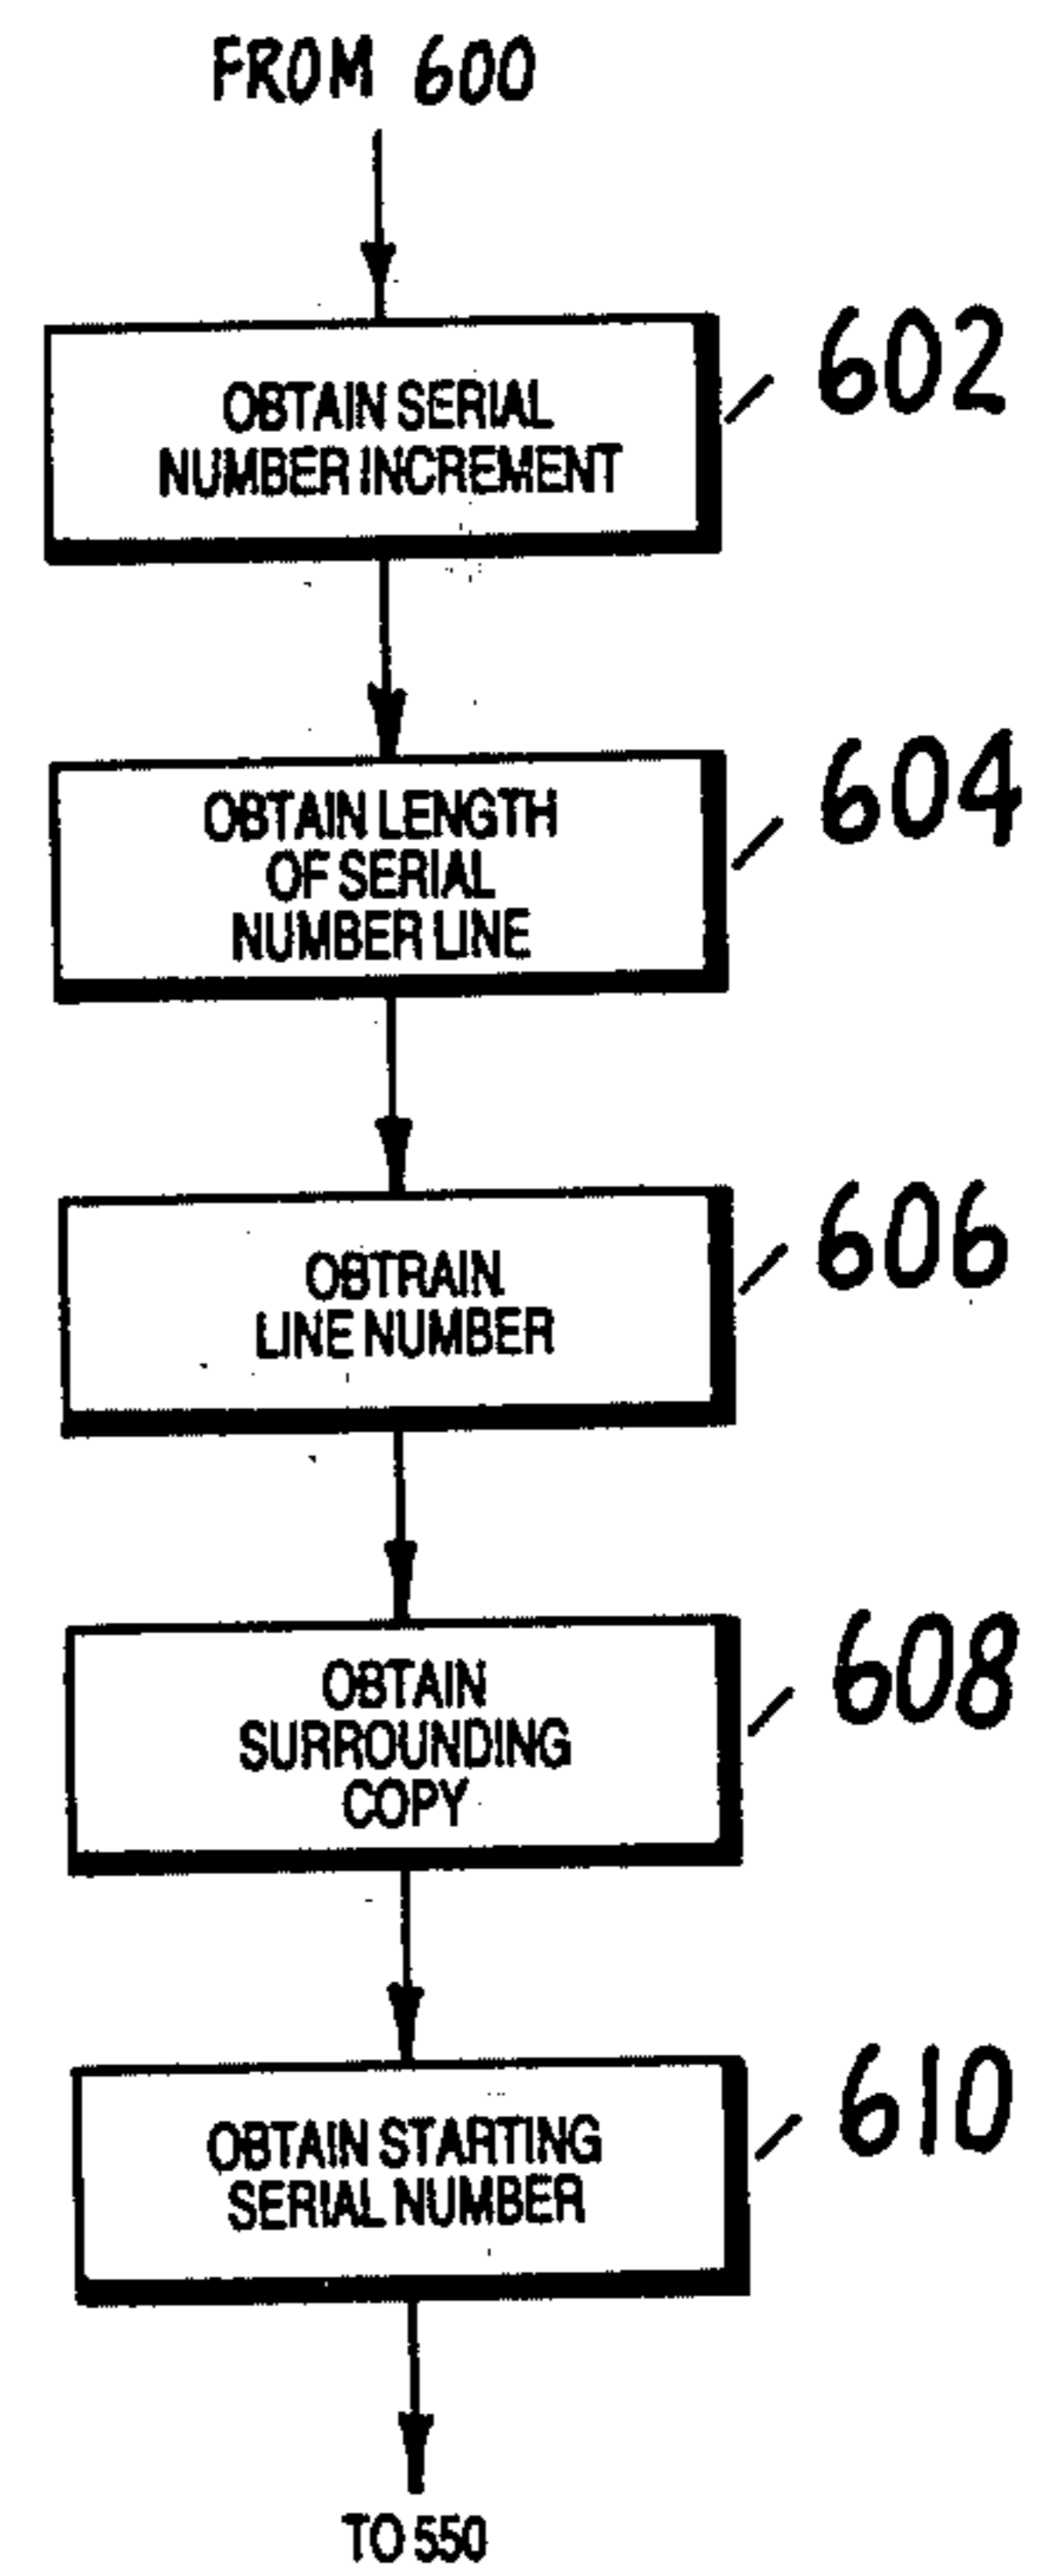 FROM 600
OBTAIN SERIAL
NUMBER INCREMENT
602
OBTAIN LENGTH
OF SERIAL
NUMBER LINE
604
OBTRAIN
LINE NUMBER
606
OBTAIN
SURROUNDING
COPY
608
OBTAIN STARTING
SERIAL NUMBER
610
TO 550